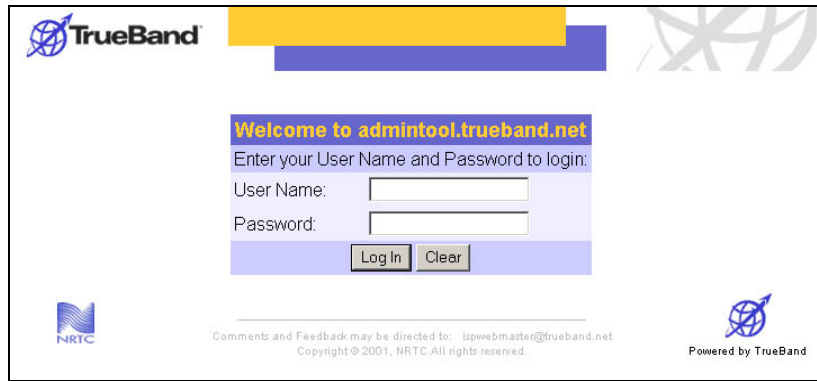 TrueBand
Welcome to admintool.trueband.net
Enter your User Name and Password to login:
User Name:
Password:
Log In Clear
NRTC
Comments and Feedback may be directed to: ispwebmaster@trueband.net
Copyright © 2001, NRTC All rights reserved.
Powered by TrueBand